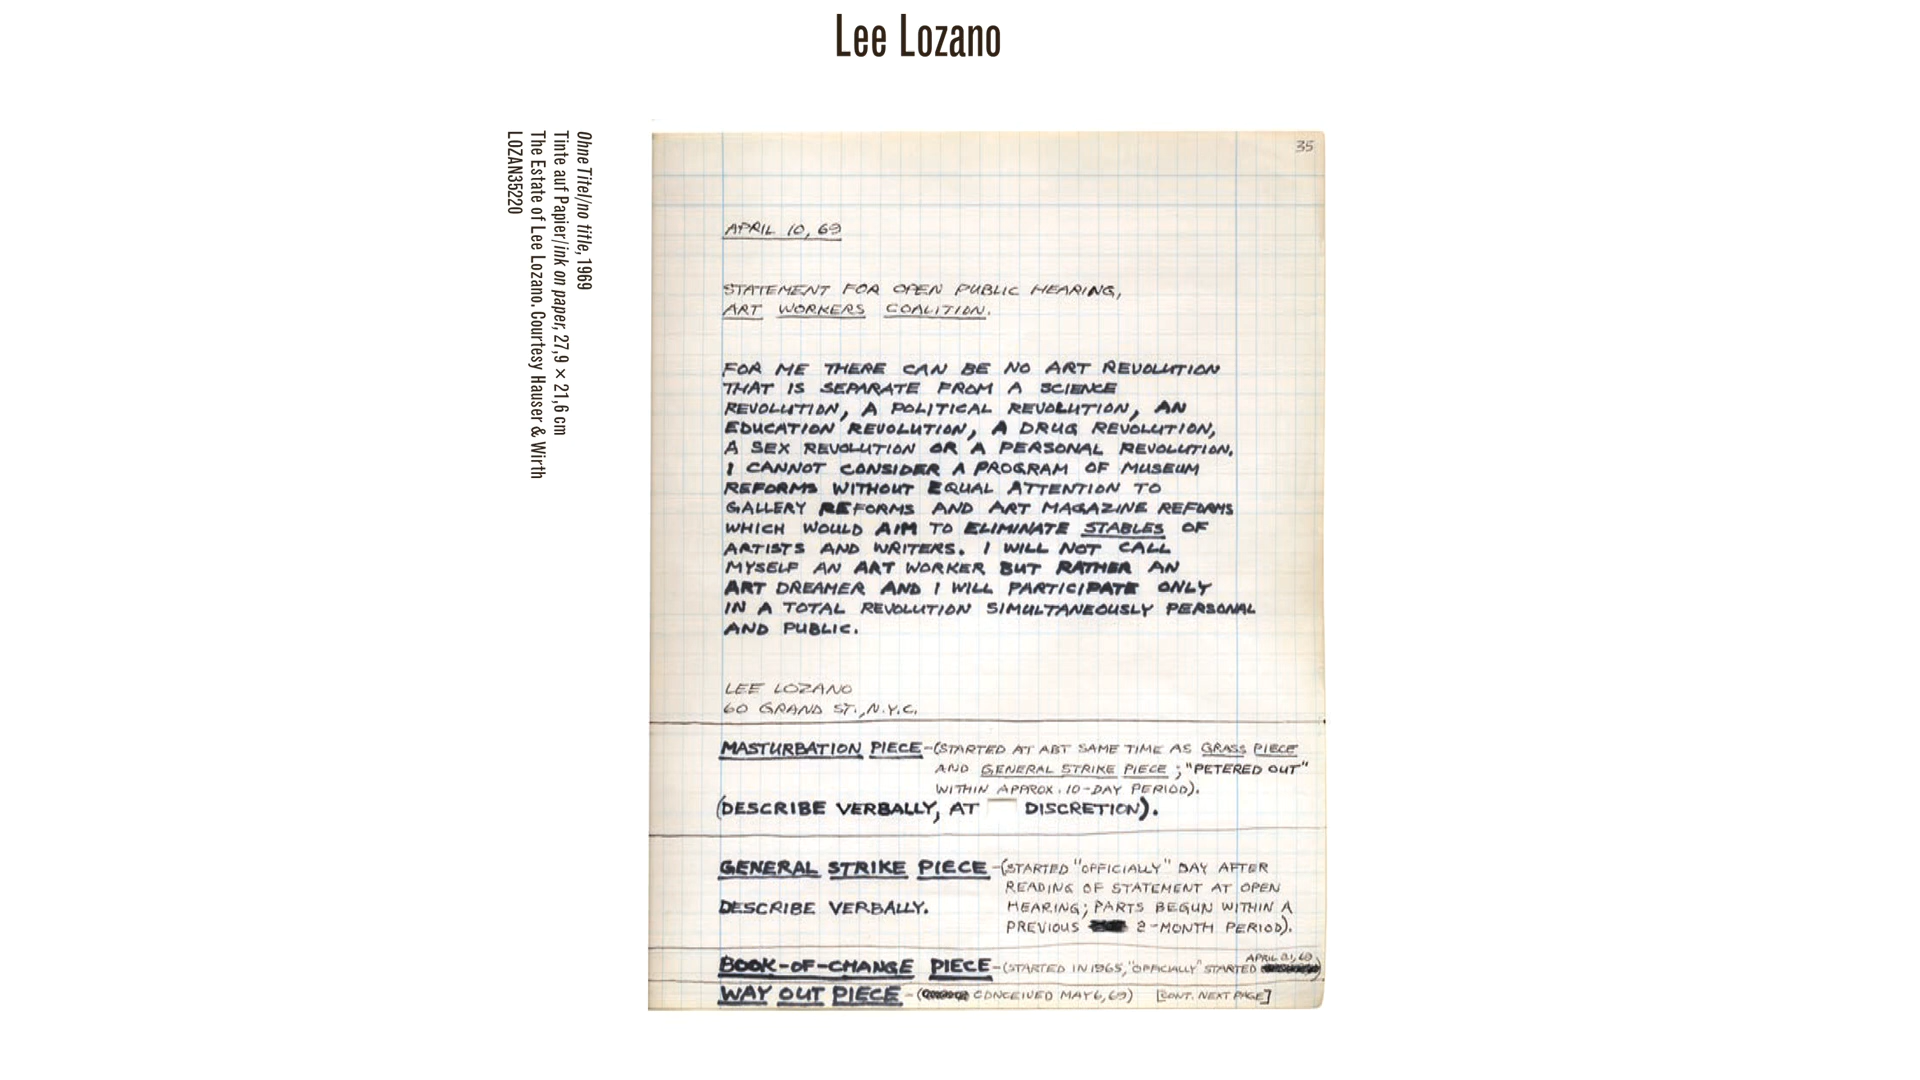 Lee Lozano
Ohne Titel/no title, 1969
Tinte auf Papier/ink on paper, 27,9 × 21,6 cm
The Estate of Lee Lozano. Courtesy Hauser & Wirth
LOZAN35220
35
APRIL 10, 69
STATEMENT FOR OPEN PUBLIC HEARING,
ART WORKERS COALITION.
FOR ME THERE CAN BE NO ART REVOLUTION
THAT IS SEPARATE FROM A SCIENCE
REVOLUTION, A POLITICAL REVOLUTION, AN
EDUCATION REVOLUTION, A DRUG REVOLUTION,
A SEX REVOLUTION OR A PERSONAL REVOLUTION.
I CANNOT CONSIDER A PROGRAM OF MUSEUM
REFORMS WITHOUT EQUAL ATTENTION TO
GALLERY REFORMS AND ART MAGAZINE REFORMS
WHICH WOULD AIM TO ELIMINATE STABLES OF
ARTISTS AND WRITERS. I WILL NOT CALL
MYSELF AN ART WORKER BUT RATHER AN
ART DREAMER AND I WILL PARTICIPATE ONLY
IN A TOTAL REVOLUTION SIMULTANEOUSLY PERSONAL
AND PUBLIC.
LEE LOZANO
60 GRAND ST., N.Y.C.
MASTURBATION PIECE–(STARTED AT ABT SAME TIME AS GRASS PIECE
AND GENERAL STRIKE PIECE; "PETERED OUT"
WITHIN APPROX. 10-DAY PERIOD).
(DESCRIBE VERBALLY, AT DISCRETION).
GENERAL STRIKE PIECE–(STARTED "OFFICIALLY" DAY AFTER
READING OF STATEMENT AT OPEN
DESCRIBE VERBALLY. HEARING; PARTS BEGUN WITHIN A
PREVIOUS 2-MONTH PERIOD).
APRIL 21, 69
BOOK-OF-CHANGE PIECE–(STARTED IN 1965, "OFFICIALLY" STARTED )
WAY OUT PIECE–( CONCEIVED MAY 6, 69) [CONT. NEXT PAGE]